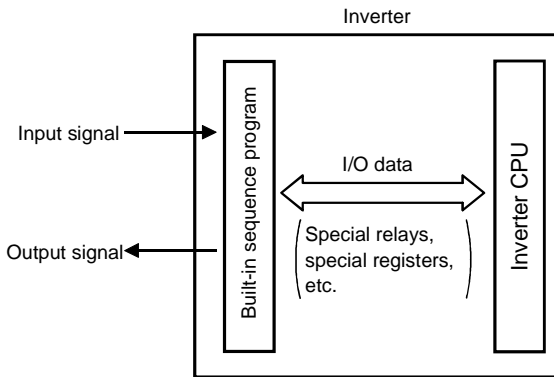 Inverter
Input signal
Output signal
Built-in sequence program
I/O data
(Special relays,
special registers,
etc.)
Inverter CPU